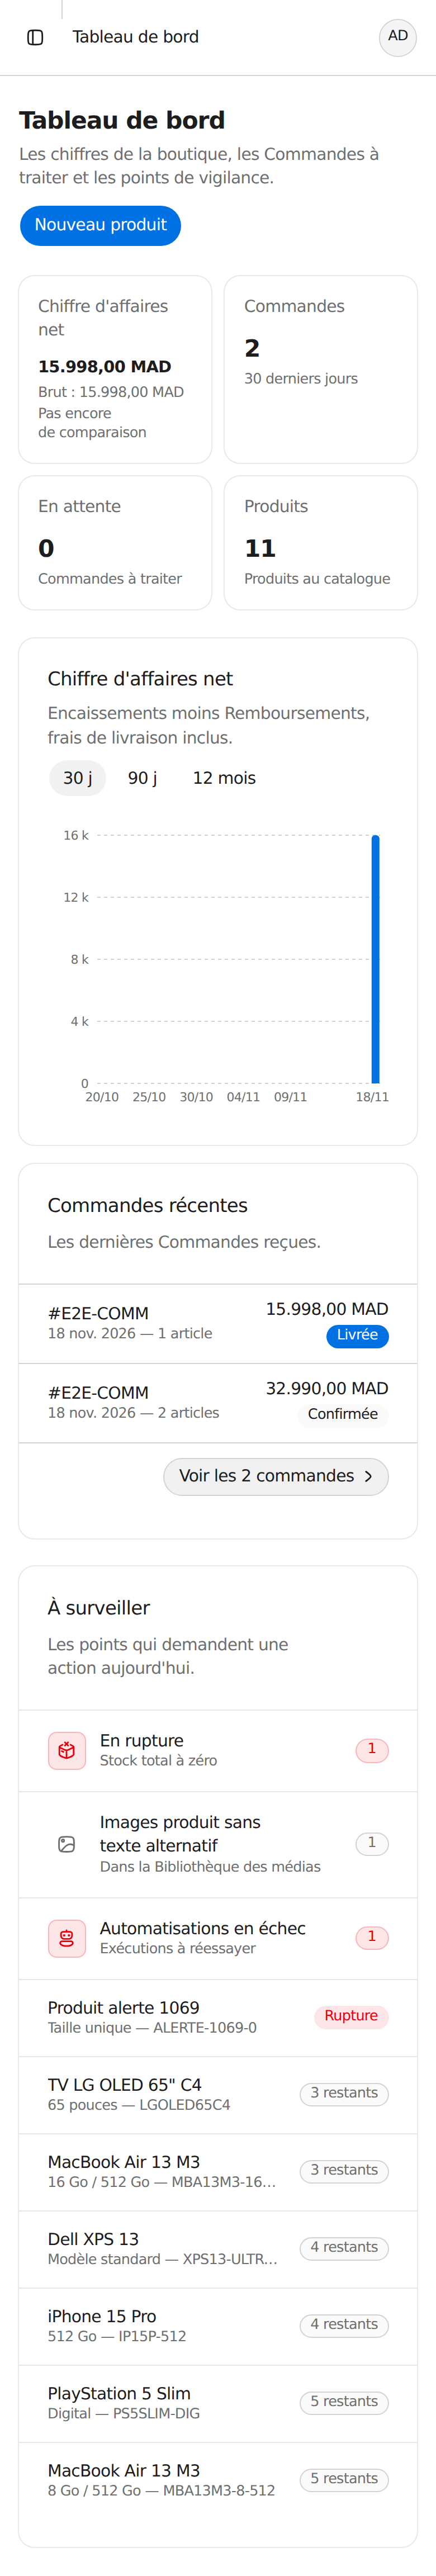 Tableau de bord
AD
Tableau de bord
Les chiffres de la boutique, les Commandes à
traiter et les points de vigilance.
Nouveau produit
Chiffre d'affaires
net
15.998,00 MAD
Brut : 15.998,00 MAD
Pas encore
de comparaison
Commandes
2
30 derniers jours
En attente
0
Commandes à traiter
Produits
11
Produits au catalogue
Chiffre d'affaires net
Encaissements moins Remboursements,
frais de livraison inclus.
30 j 90 j 12 mois
16 k
12 k
8 k
4 k
0
20/10 25/10 30/10 04/11 09/11 18/11
Commandes récentes
Les dernières Commandes reçues.
#E2E-COMM 15.998,00 MAD
18 nov. 2026 — 1 article Livrée
#E2E-COMM 32.990,00 MAD
18 nov. 2026 — 2 articles Confirmée
Voir les 2 commandes
À surveiller
Les points qui demandent une
action aujourd'hui.
En rupture
Stock total à zéro
1
Images produit sans
texte alternatif
Dans la Bibliothèque des médias
1
Automatisations en échec
Exécutions à réessayer
1
Produit alerte 1069
Taille unique — ALERTE-1069-0
Rupture
TV LG OLED 65" C4
65 pouces — LGOLED65C4
3 restants
MacBook Air 13 M3
16 Go / 512 Go — MBA13M3-16…
3 restants
Dell XPS 13
Modèle standard — XPS13-ULTR…
4 restants
iPhone 15 Pro
512 Go — IP15P-512
4 restants
PlayStation 5 Slim
Digital — PS5SLIM-DIG
5 restants
MacBook Air 13 M3
8 Go / 512 Go — MBA13M3-8-512
5 restants